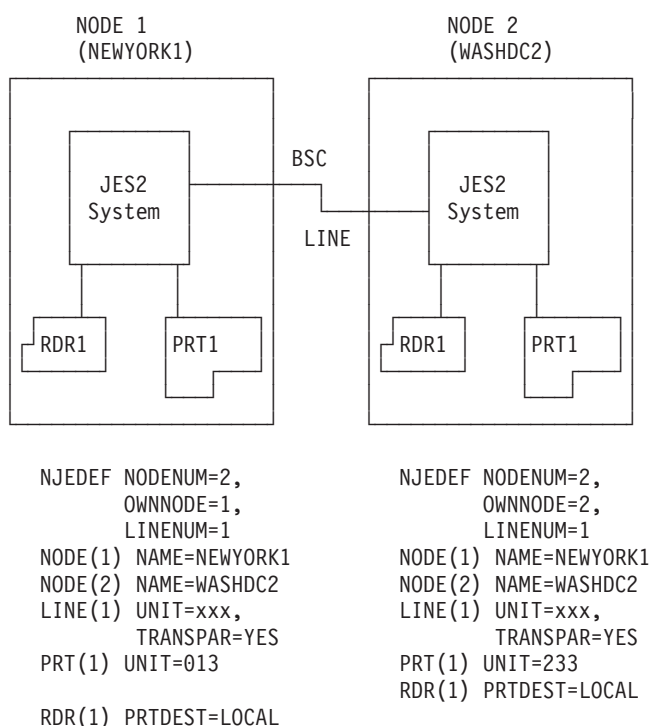 NODE 1 NODE 2
(NEWYORK1) (WASHDC2)
BSC
JES2 JES2
System System
LINE
RDR1 PRT1 RDR1 PRT1
NJEDEF NODENUM=2, NJEDEF NODENUM=2,
OWNNODE=1, OWNNODE=2,
LINENUM=1 LINENUM=1
NODE(1) NAME=NEWYORK1 NODE(1) NAME=NEWYORK1
NODE(2) NAME=WASHDC2 NODE(2) NAME=WASHDC2
LINE(1) UNIT=xxx, LINE(1) UNIT=xxx,
TRANSPAR=YES TRANSPAR=YES
PRT(1) UNIT=013 PRT(1) UNIT=233
RDR(1) PRTDEST=LOCAL
RDR(1) PRTDEST=LOCAL